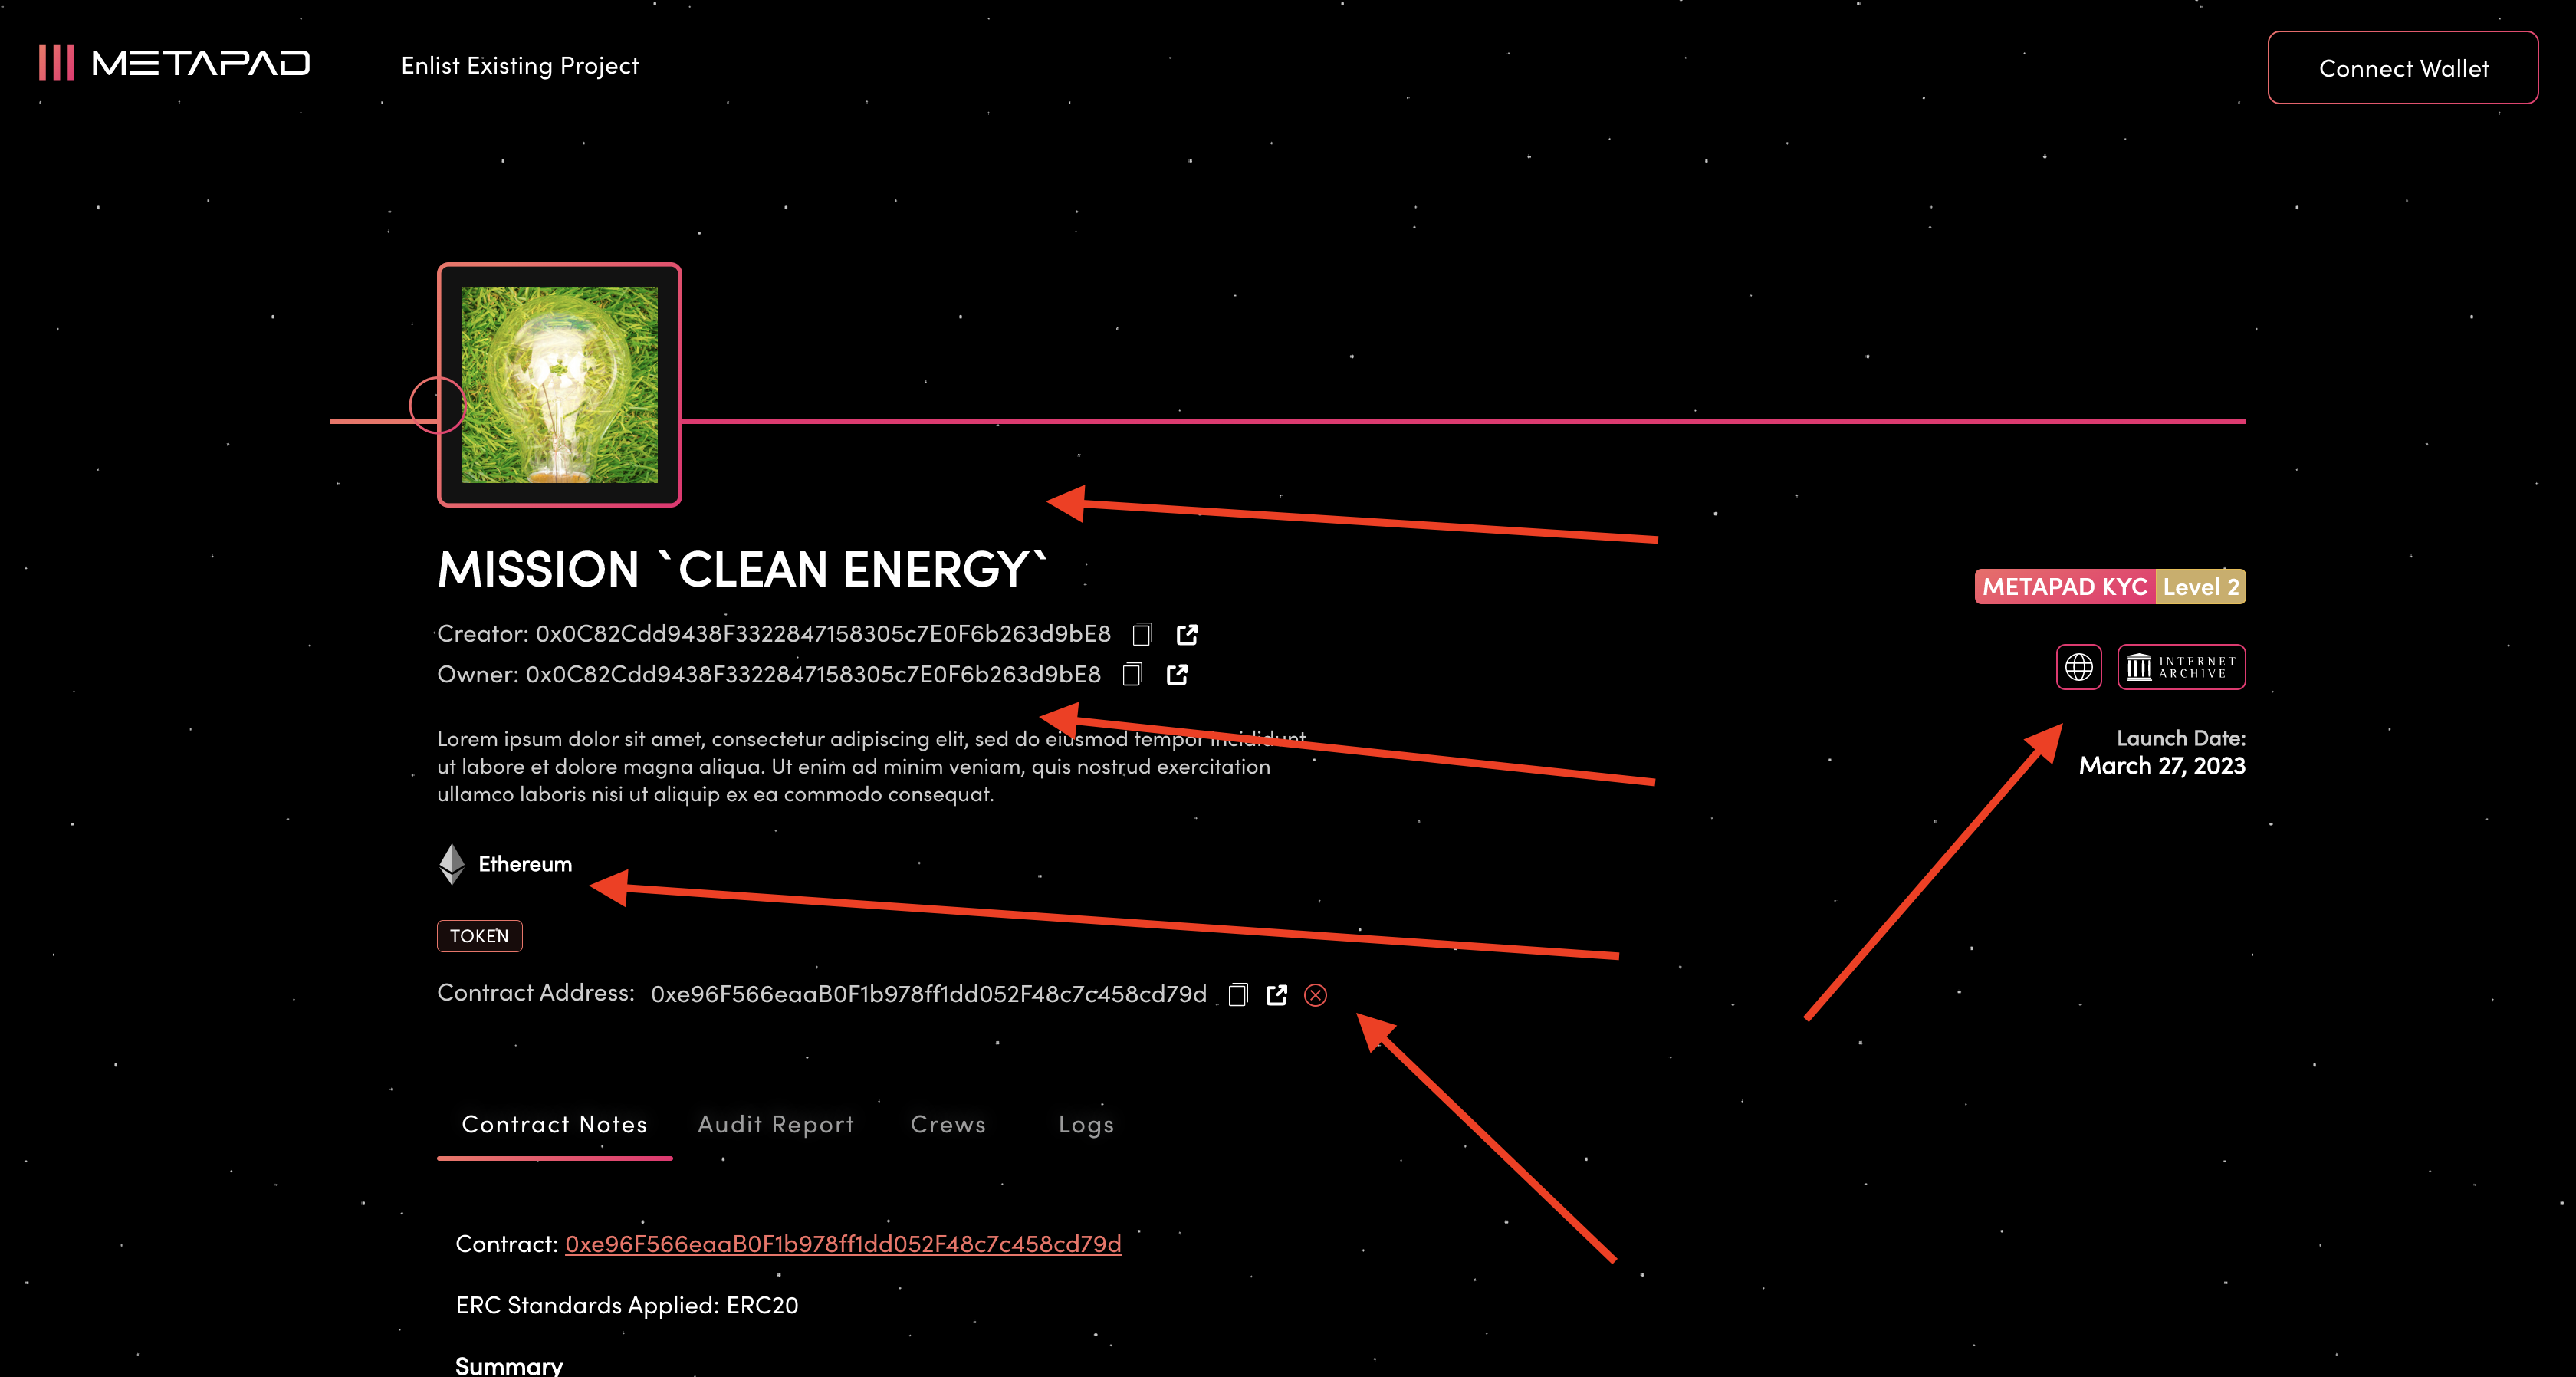 METAPAD
Enlist Existing Project
Connect Wallet
MISSION `CLEAN ENERGY`
METAPAD KYC Level 2
Creator: 0x0C82Cdd9438F3322847158305c7E0F6b263d9bE8
Owner: 0x0C82Cdd9438F3322847158305c7E0F6b263d9bE8
INTERNET
ARCHIVE
Launch Date:
March 27, 2023
Lorem ipsum dolor sit amet, consectetur adipiscing elit, sed do eiusmod tempor incididunt
ut labore et dolore magna aliqua. Ut enim ad minim veniam, quis nostrud exercitation
ullamco laboris nisi ut aliquip ex ea commodo consequat.
Ethereum
TOKEN
Contract Address: 0xe96F566eaaB0F1b978ff1dd052F48c7c458cd79d
Contract Notes Audit Report Crews Logs
Contract: 0xe96F566eaaB0F1b978ff1dd052F48c7c458cd79d
ERC Standards Applied: ERC20
Summary